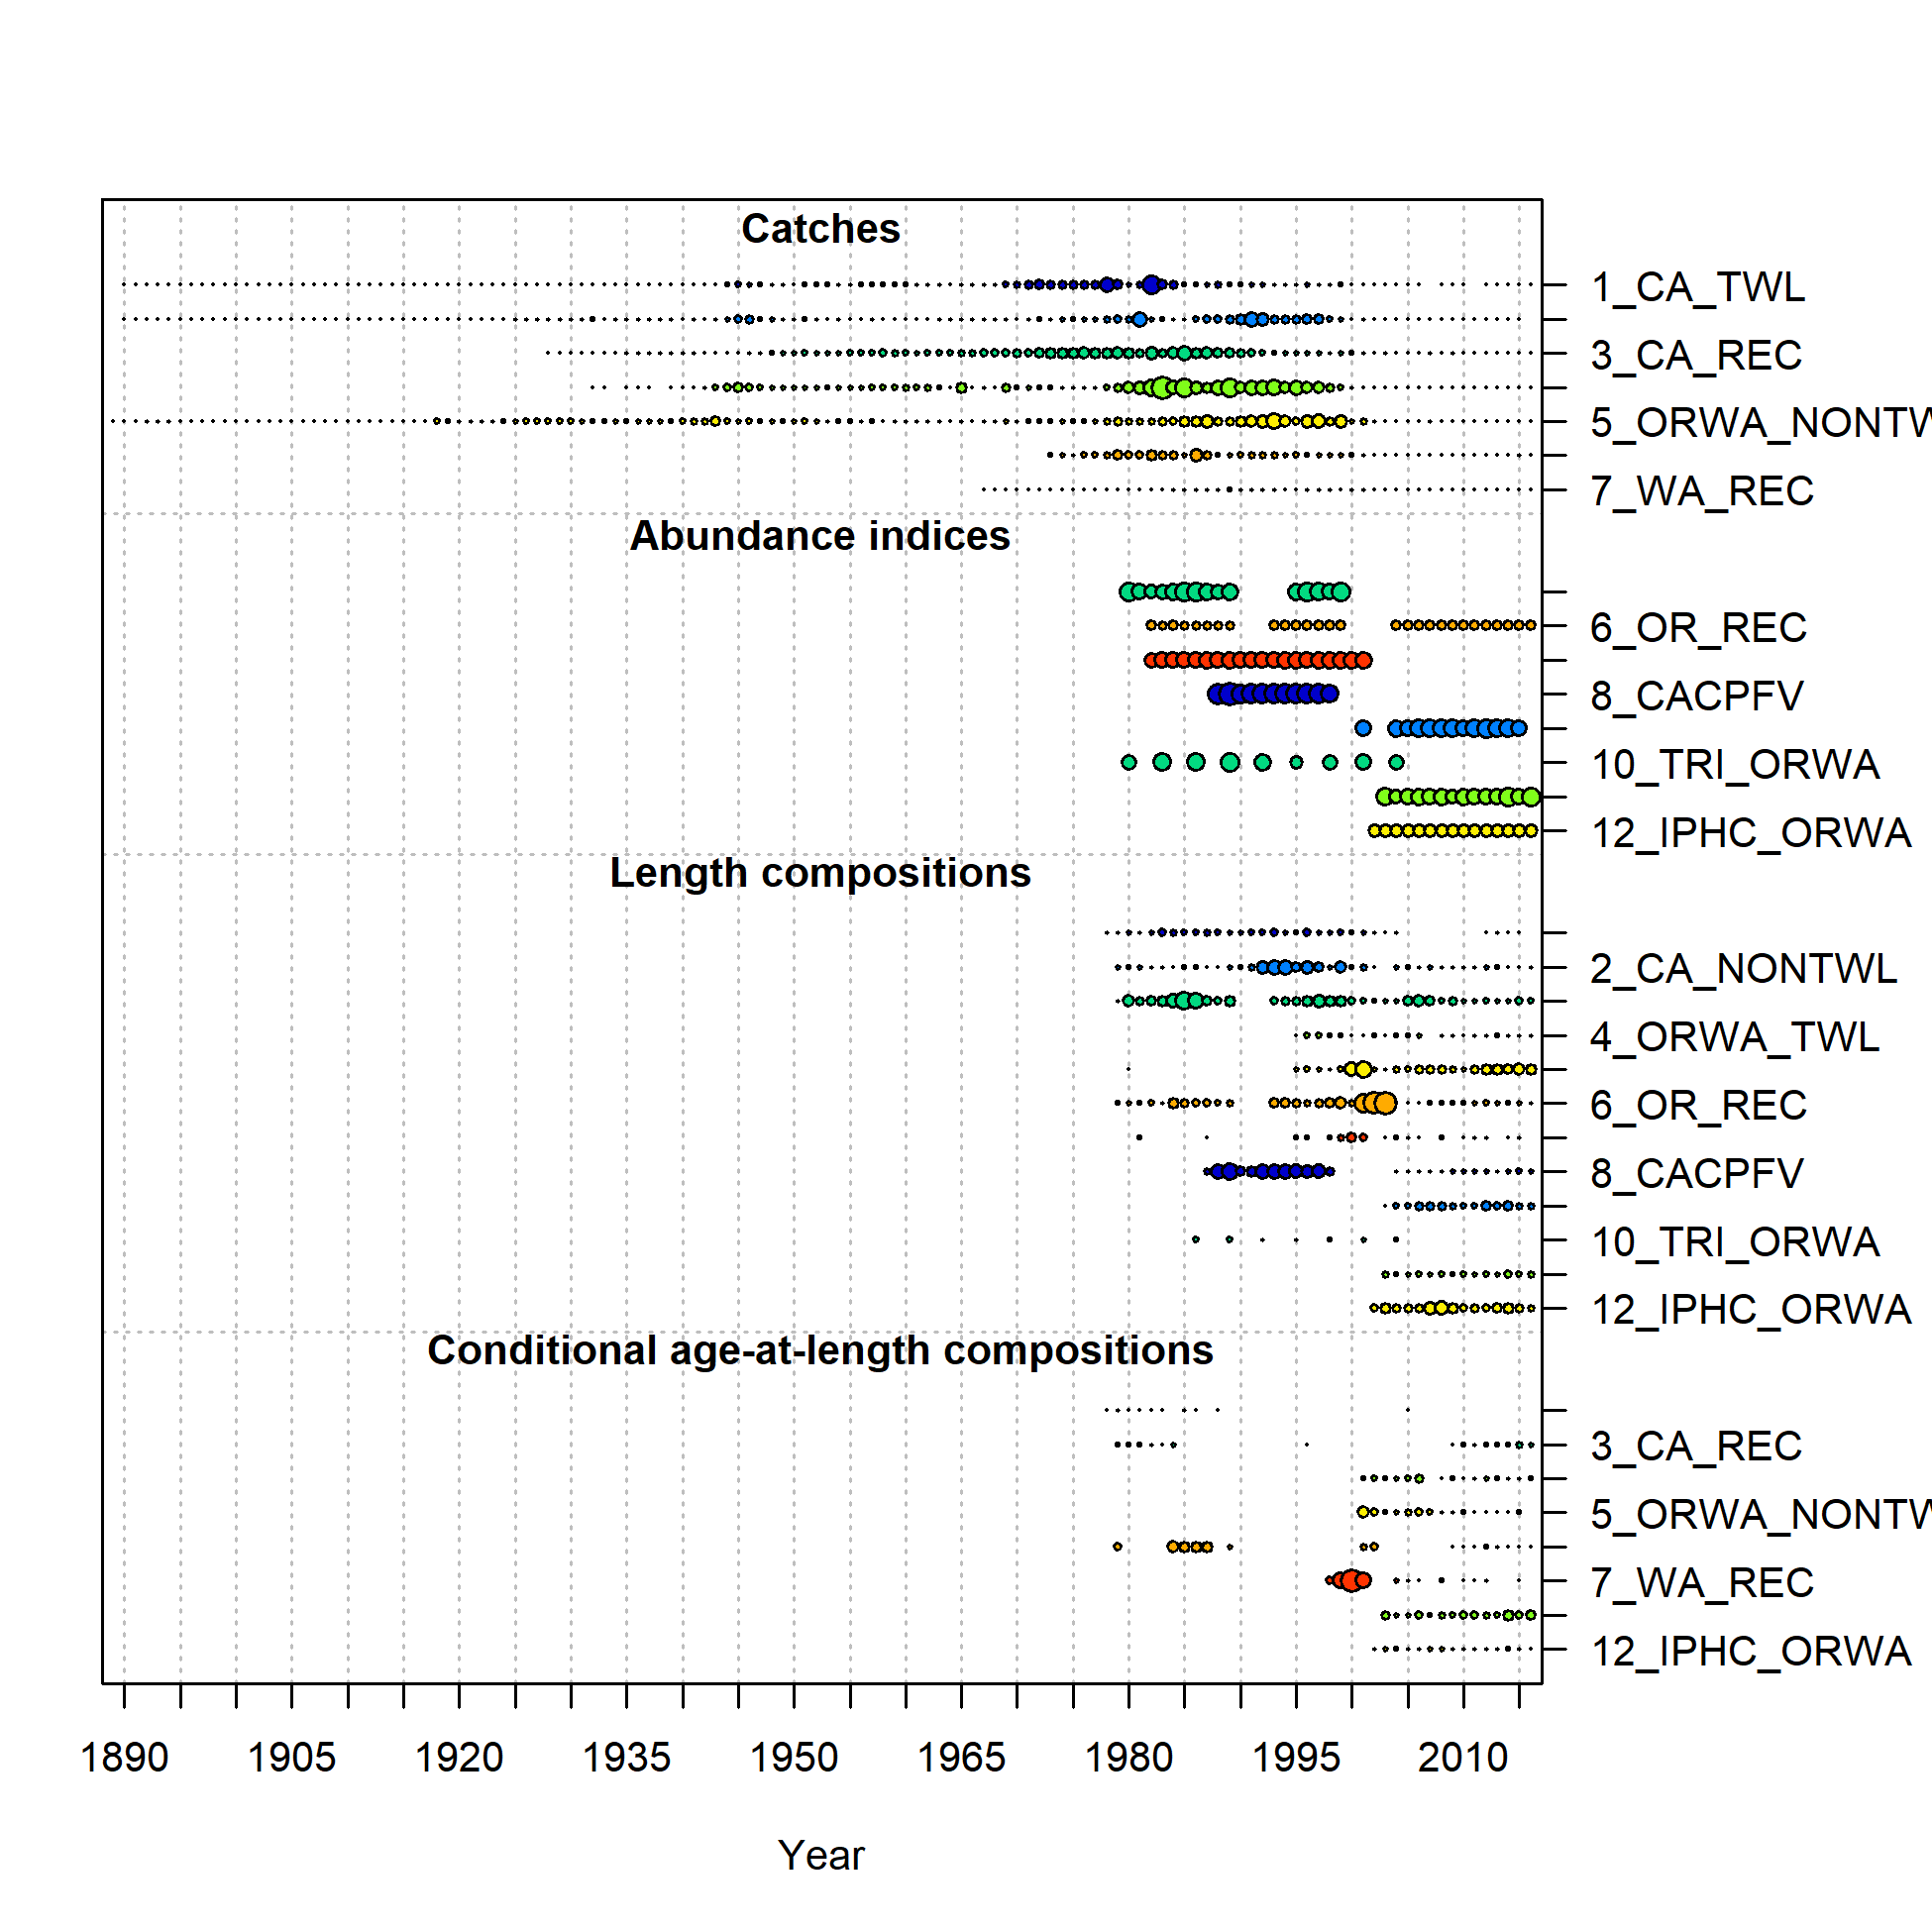 Catches
1_CA_TWL
3_CA_REC
5_ORWA_NONTW
7_WA_REC
Abundance indices
6_OR_REC
8_CACPFV
10_TRI_ORWA
12_IPHC_ORWA
Length compositions
2_CA_NONTWL
4_ORWA_TWL
6_OR_REC
8_CACPFV
10_TRI_ORWA
12_IPHC_ORWA
Conditional age-at-length compositions
3_CA_REC
5_ORWA_NONTW
7_WA_REC
12_IPHC_ORWA
1890 1905 1920 1935 1950 1965 1980 1995 2010
Year